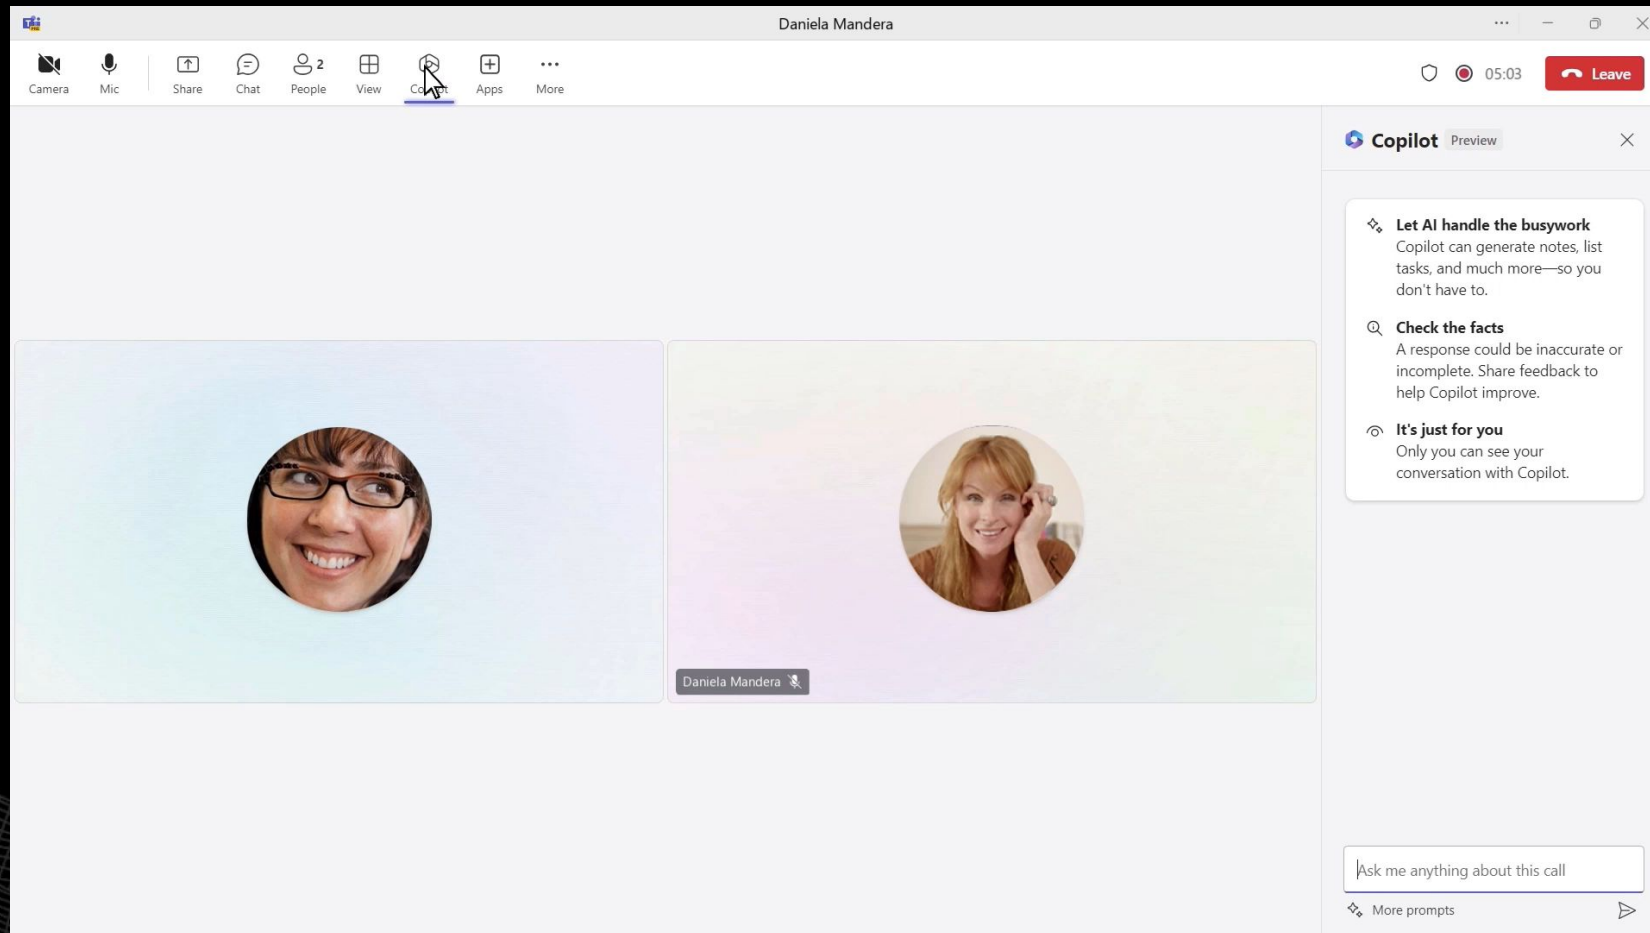 Daniela Mandera
Camera
Mic
Share
Chat
2
People
View
Apps
More
05:03
Leave
Copilot Preview
Let AI handle the busywork
Copilot can generate notes, list
tasks, and much more—so you
don't have to.
Check the facts
A response could be inaccurate or
incomplete. Share feedback to
help Copilot improve.
It's just for you
Only you can see your
conversation with Copilot.
Daniela Mandera
Ask me anything about this call
More prompts